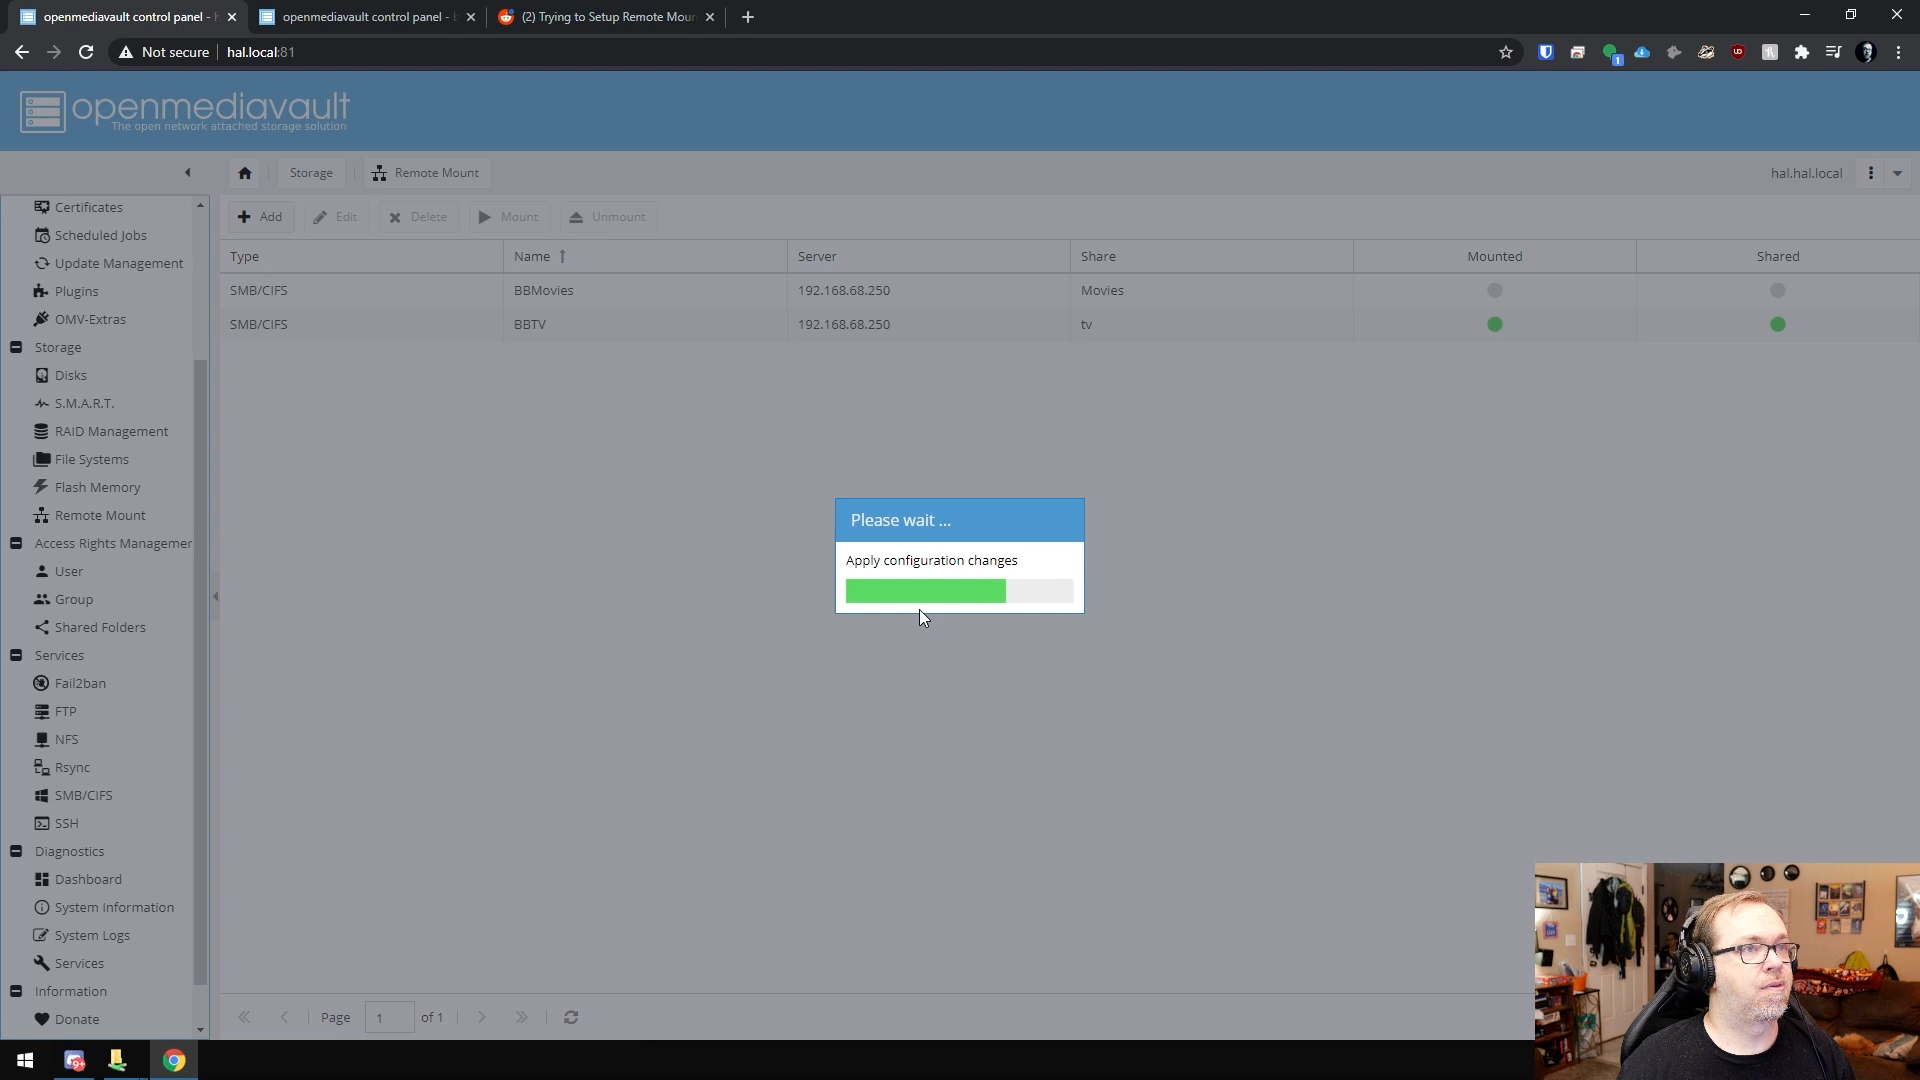 openmediavault control panel -
openmediavault control panel -
(2) Trying to Setup Remote Moun
Not secure
hal.local:81
1
openmediavault
The open network attached storage solution
Storage
Remote Mount
hal.hal.local
Add
Edit
Delete
Mount
Unmount
Type
Name
Server
Share
Mounted
Shared
SMB/CIFS
BBMovies
192.168.68.250
Movies
SMB/CIFS
BBTV
192.168.68.250
tv
Certificates
Scheduled Jobs
Update Management
Plugins
OMV-Extras
Storage
Disks
S.M.A.R.T.
RAID Management
File Systems
Flash Memory
Remote Mount
Access Rights Managemer
User
Group
Shared Folders
Services
Fail2ban
FTP
NFS
Rsync
SMB/CIFS
SSH
Diagnostics
Dashboard
System Information
System Logs
Services
Information
Donate
Please wait ...
Apply configuration changes
Page
1
of 1
9+